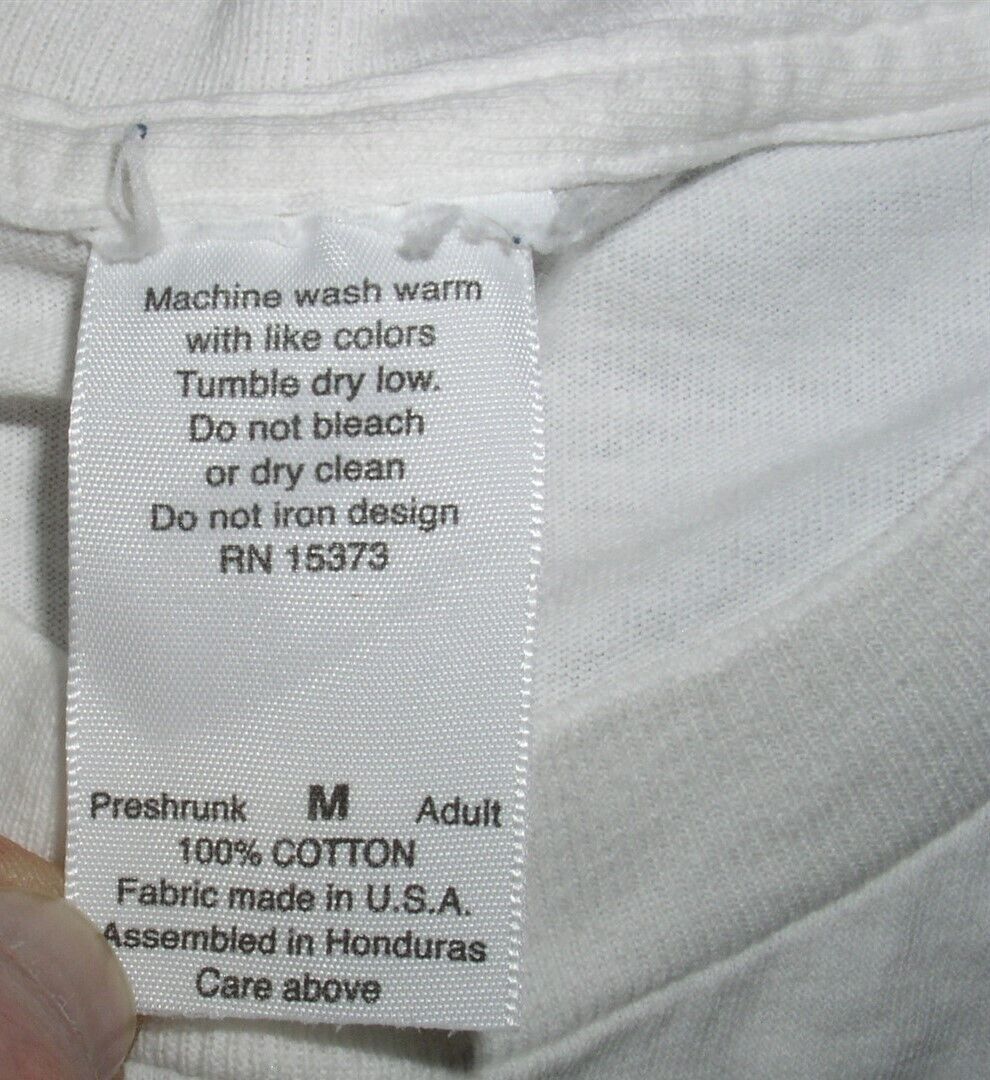 Machine wash warm
with like colors
Tumble dry low.
Do not bleach
or dry clean
Do not iron design
RN 15373
Preshrunk M Adult
100% COTTON
Fabric made in U.S.A.
Assembled in Honduras
Care above